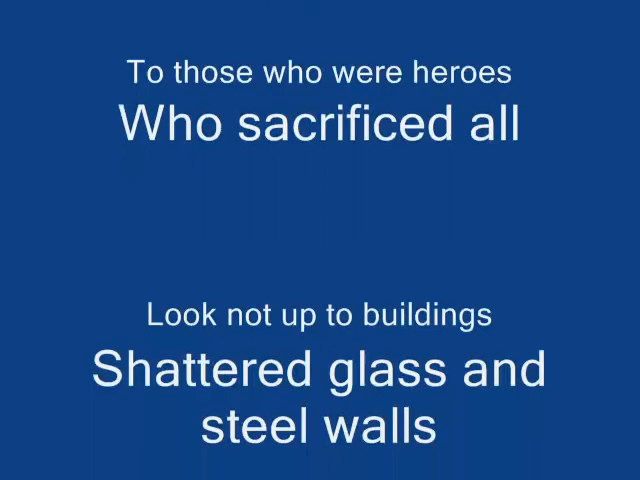 To those who were heroes
Who sacrificed all
Look not up to buildings
Shattered glass and
steel walls